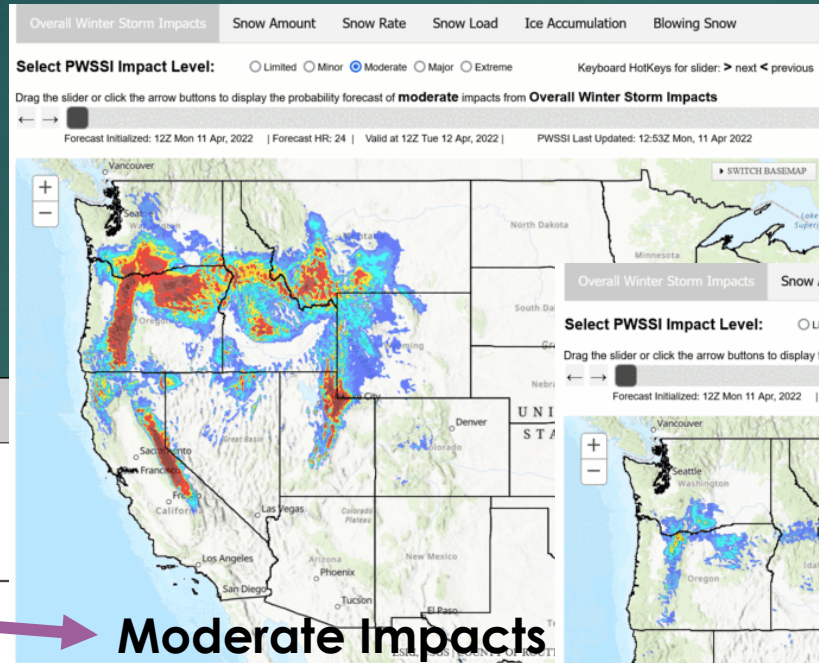 Overall Winter Storm Impacts Snow Amount Snow Rate Snow Load Ice Accumulation Blowing Snow
Select PWSSI Impact Level: Limited Minor Moderate Major Extreme Keyboard HotKeys for slider: > next < previous
Drag the slider or click the arrow buttons to display the probability forecast of moderate impacts from Overall Winter Storm Impacts
← →
Forecast Initialized: 12Z Mon 11 Apr, 2022 | Forecast HR: 24 | Valid at 12Z Tue 12 Apr, 2022 | PWSSI Last Updated: 12:53Z Mon, 11 Apr 2022
+
−
▸ SWITCH BASEMAP
Vancouver
North Dakota
Minnesota
Lake
Superi
Oregon
South Da
Nebr
Great Basin
Denver
Colorado
UNI
STA
Las Vegas
Colorado
Plateau
California
Los Angeles
Arizona
Phoenix
New Mexico
San Diego
Tucson
El Paso
Moderate Impacts
Overall Winter Storm Impacts Snow
Select PWSSI Impact Level:
Drag the slider or click the arrow buttons to display
← →
Forecast Initialized: 12Z Mon 11 Apr, 2022 |
+
−
Vancouver
Seattle
Washington
Oregon
Ida